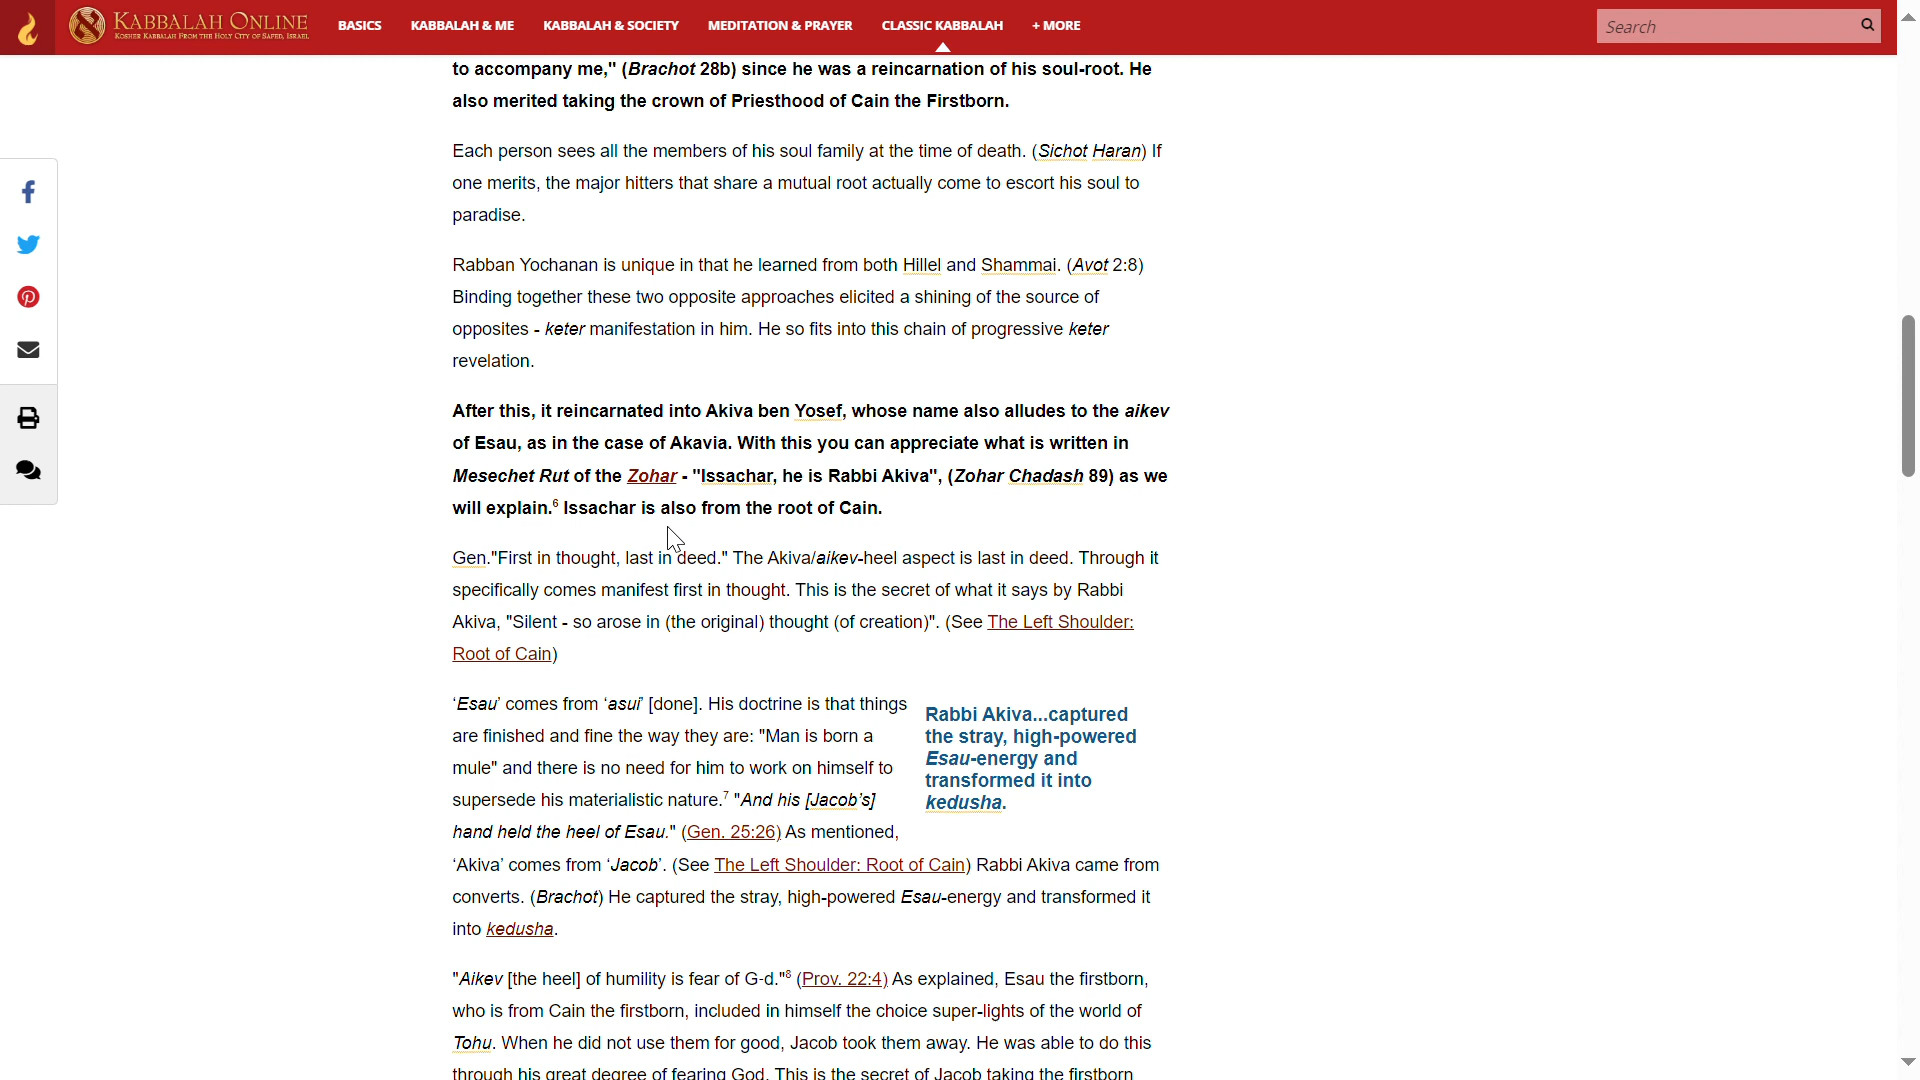 KABBALAH ONLINE
KOSHER KABBALAH FROM THE HOLY CITY OF SAFED, ISRAEL
BASICS
KABBALAH & ME
KABBALAH & SOCIETY
MEDITATION & PRAYER
CLASSIC KABBALAH
+ MORE
Search
to accompany me," (Brachot 28b) since he was a reincarnation of his soul-root. He
also merited taking the crown of Priesthood of Cain the Firstborn.
Each person sees all the members of his soul family at the time of death. (Sichot Haran) If
one merits, the major hitters that share a mutual root actually come to escort his soul to
paradise.
Rabban Yochanan is unique in that he learned from both Hillel and Shammai. (Avot 2:8)
Binding together these two opposite approaches elicited a shining of the source of
opposites - keter manifestation in him. He so fits into this chain of progressive keter
revelation.
After this, it reincarnated into Akiva ben Yosef, whose name also alludes to the aikev
of Esau, as in the case of Akavia. With this you can appreciate what is written in
Mesechet Rut of the Zohar - "Issachar, he is Rabbi Akiva", (Zohar Chadash 89) as we
will explain.6 Issachar is also from the root of Cain.
Gen."First in thought, last in deed." The Akiva/aikev-heel aspect is last in deed. Through it
specifically comes manifest first in thought. This is the secret of what it says by Rabbi
Akiva, "Silent - so arose in (the original) thought (of creation)". (See The Left Shoulder:
Root of Cain)
‘Esau’ comes from ‘asui’ [done]. His doctrine is that things
are finished and fine the way they are: "Man is born a
mule" and there is no need for him to work on himself to
supersede his materialistic nature.7 "And his [Jacob’s]
hand held the heel of Esau." (Gen. 25:26) As mentioned,
‘Akiva’ comes from ‘Jacob’. (See The Left Shoulder: Root of Cain) Rabbi Akiva came from
converts. (Brachot) He captured the stray, high-powered Esau-energy and transformed it
into kedusha.
Rabbi Akiva...captured
the stray, high-powered
Esau-energy and
transformed it into
kedusha.
"Aikev [the heel] of humility is fear of G-d."8 (Prov. 22:4) As explained, Esau the firstborn,
who is from Cain the firstborn, included in himself the choice super-lights of the world of
Tohu. When he did not use them for good, Jacob took them away. He was able to do this
through his great degree of fearing God. This is the secret of Jacob taking the firstborn